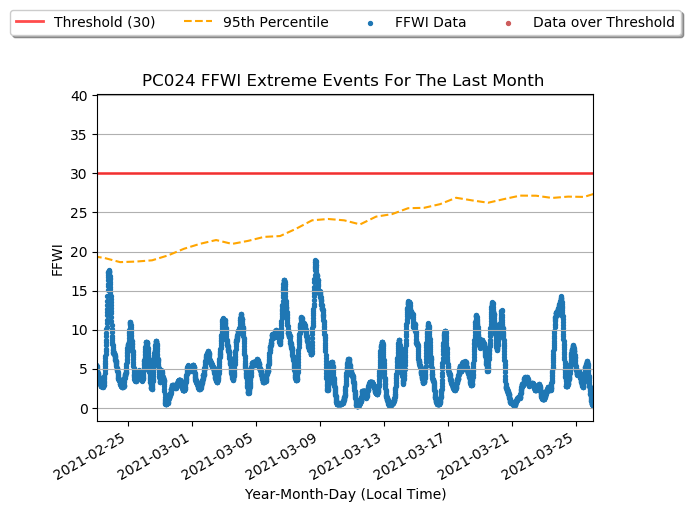 Threshold (30) 95th Percentile FFWI Data Data over Threshold
PC024 FFWI Extreme Events For The Last Month
40
35
30
25
20
15
10
5
0
FFWI
2021-02-25 2021-03-01 2021-03-05 2021-03-09 2021-03-13 2021-03-17 2021-03-21 2021-03-25
Year-Month-Day (Local Time)